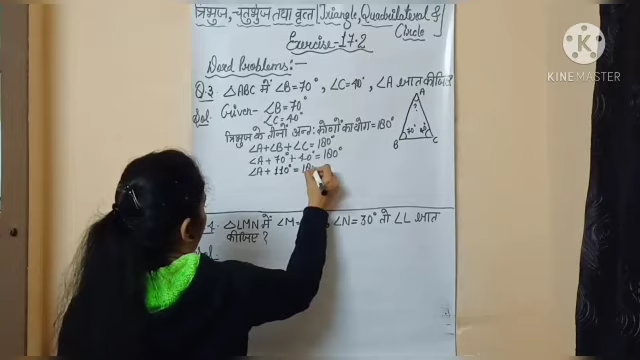 त्रिभुज, चतुर्भुज तथा वृत्त [Triangle, Quadrilateral &
Circle
Exercise-17.2
Word Problems:-
Q.3 △ABC में ∠B=70°, ∠C=40°, ∠A ज्ञात कीजिए
Sol. Given- ∠B=70°
∠C=40°
त्रिभुज के तीनों अन्तः कोणों का योग=180°
∠A+∠B+∠C=180°
∠A+70°+40°=180°
∠A+110°=18
A
?
70° 40°
B C
4. △LMN में ∠M= ∠N=30° तो ∠L ज्ञात
कीजिए?
Sol.
KINEMASTER